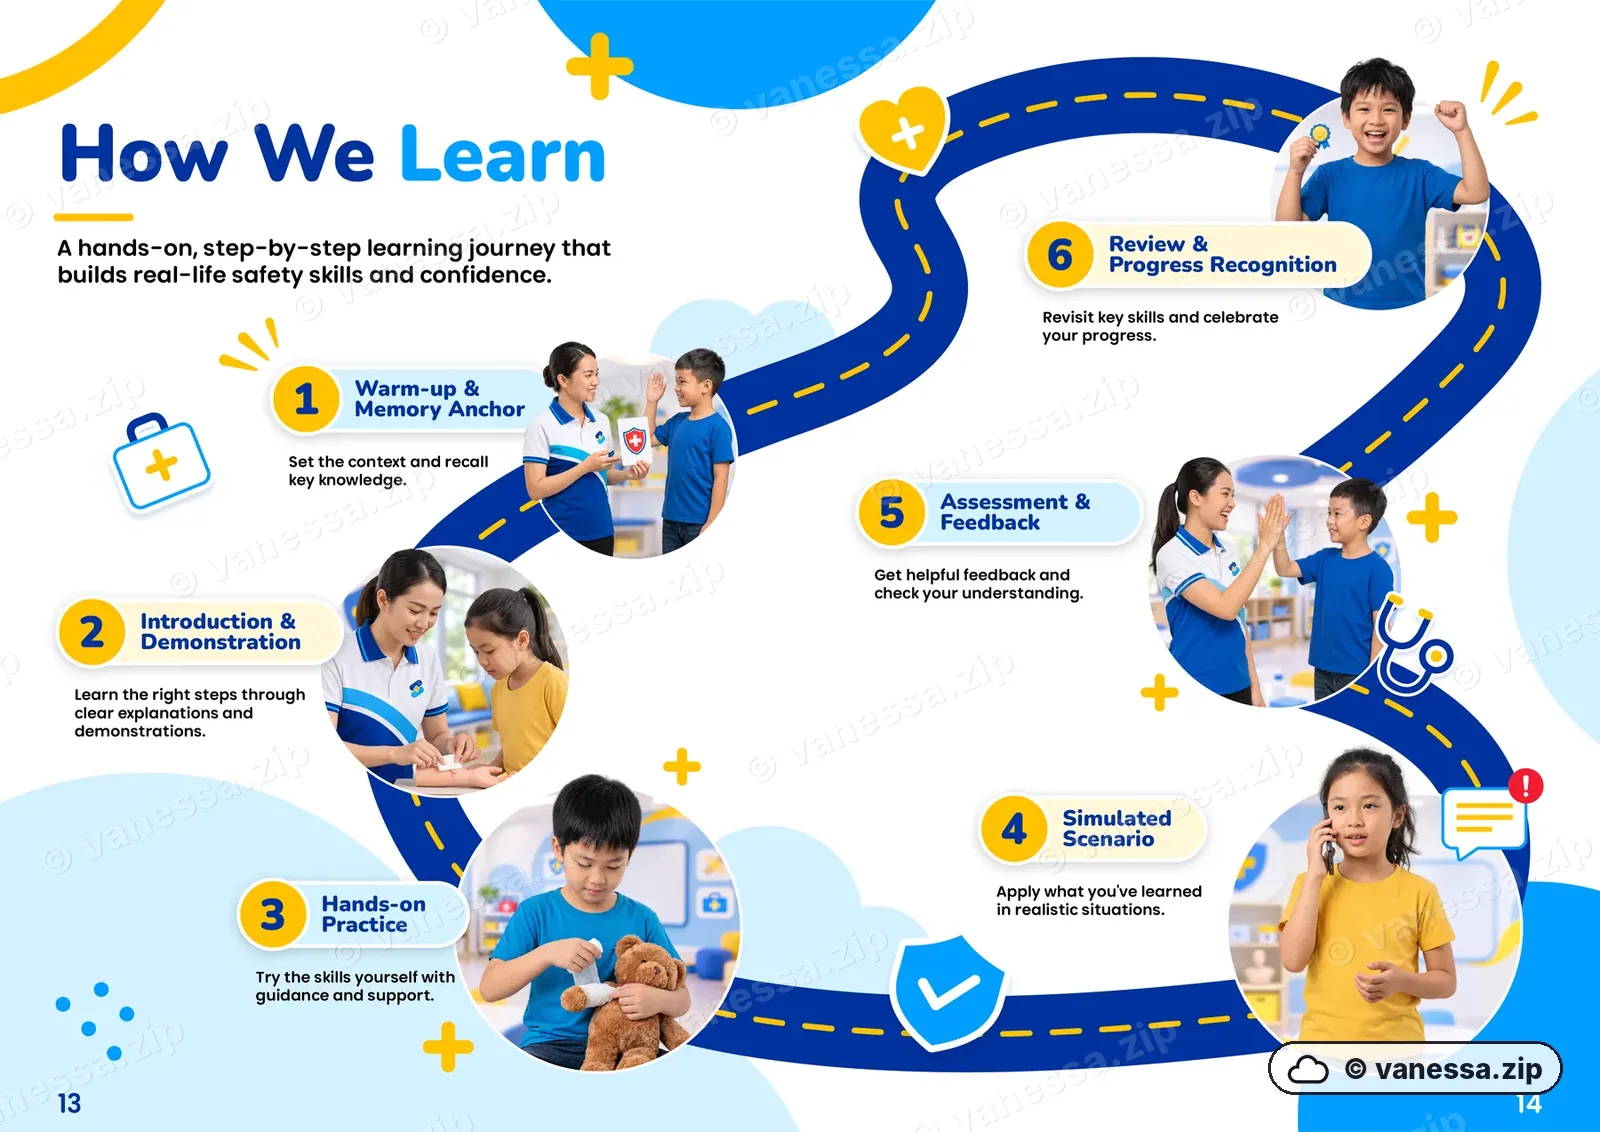 How We Learn
A hands-on, step-by-step learning journey that
builds real-life safety skills and confidence.
1
Warm-up &
Memory Anchor
Set the context and recall
key knowledge.
2
Introduction &
Demonstration
Learn the right steps through
clear explanations and
demonstrations.
3
Hands-on
Practice
Try the skills yourself with
guidance and support.
4
Simulated
Scenario
Apply what you've learned
in realistic situations.
5
Assessment &
Feedback
Get helpful feedback and
check your understanding.
6
Review &
Progress Recognition
Revisit key skills and celebrate
your progress.
!
13
© vanessa.zip
14